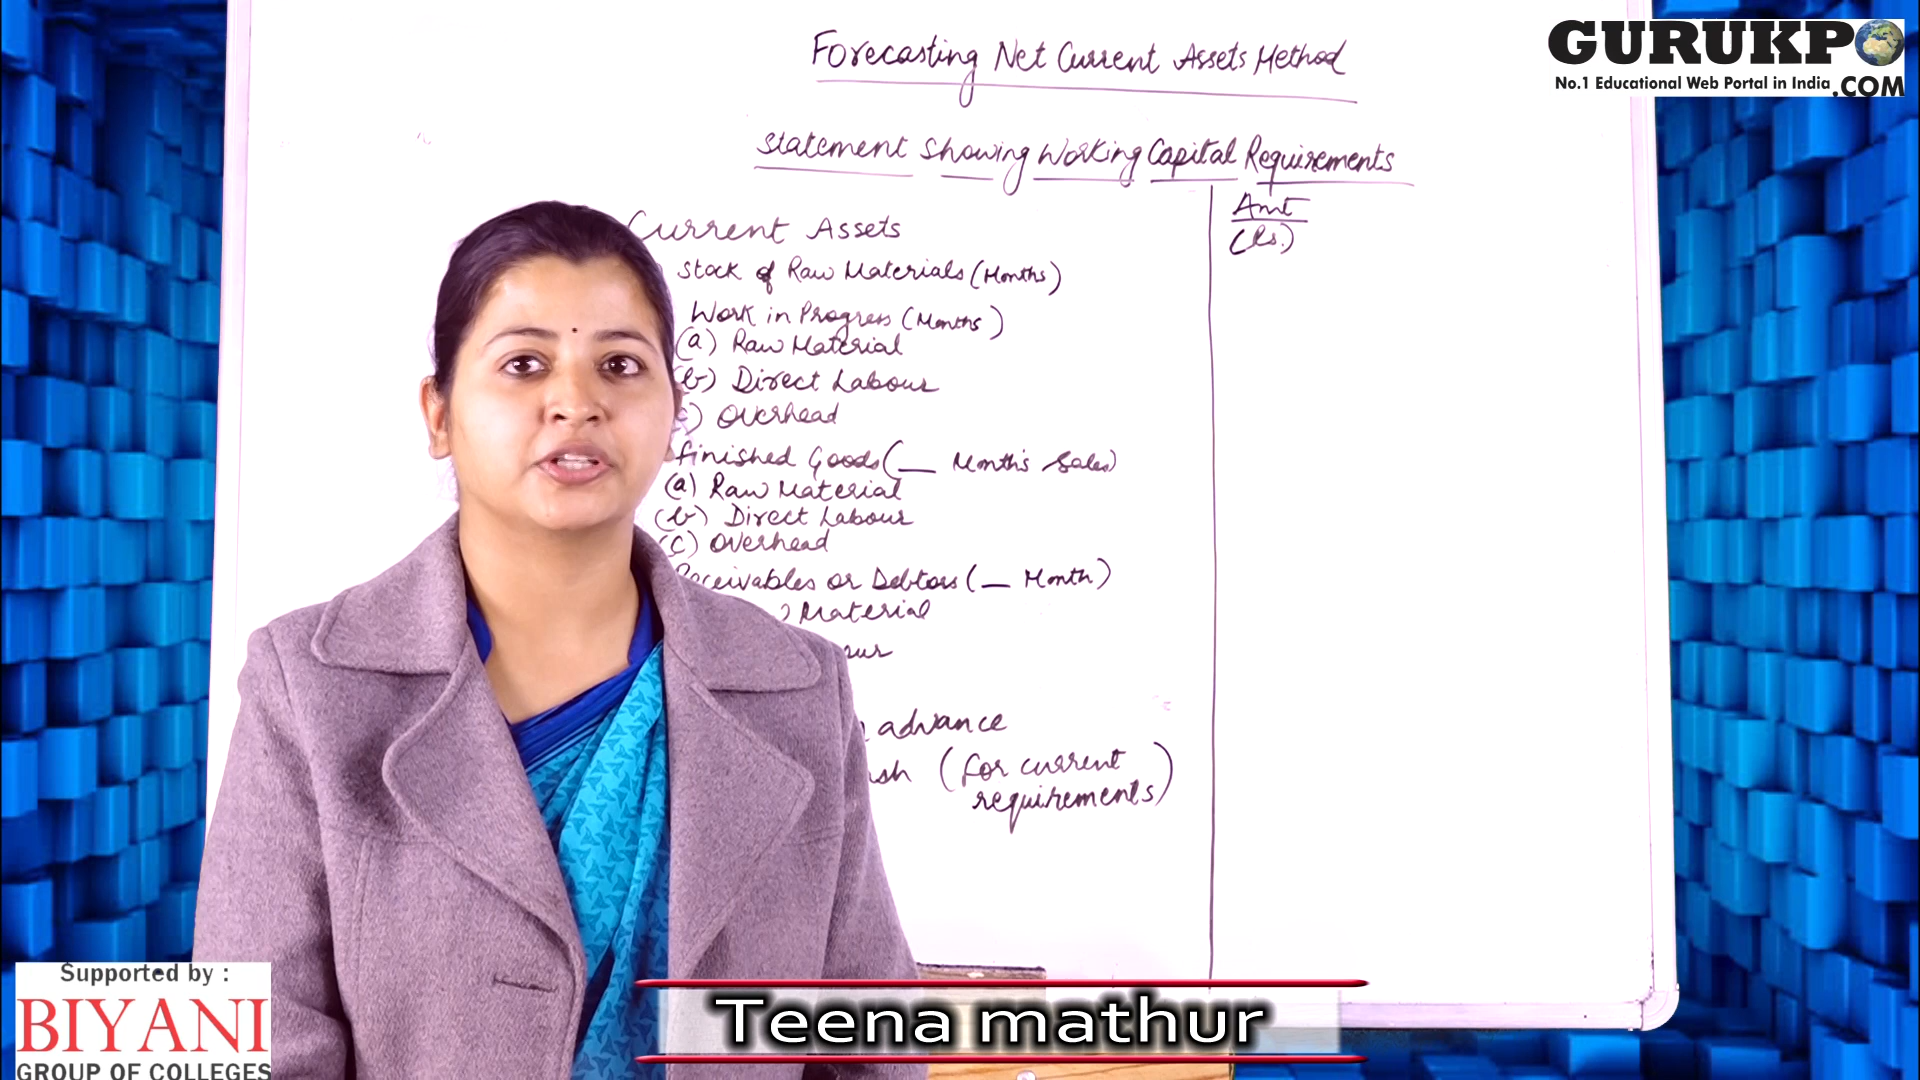 GURUKPO
No.1 Educational Web Portal in India .COM
Forecasting Net Current Assets Method
Statement Showing Working Capital Requirements
Amt
(Rs.)
Current Assets
Stock of Raw Materials (Months)
Work in Progress (Months)
(a) Raw Material
(b) Direct Labour
(c) Overhead
finished Goods (__ Month's Sales)
(a) Raw Material
(b) Direct Labour
(c) Overhead
Receivables or Debtors (__ Month)
) Material
our
advance
sh (for current
requirements)
Supported by :
BIYANI
GROUP OF COLLEGES
Teena mathur